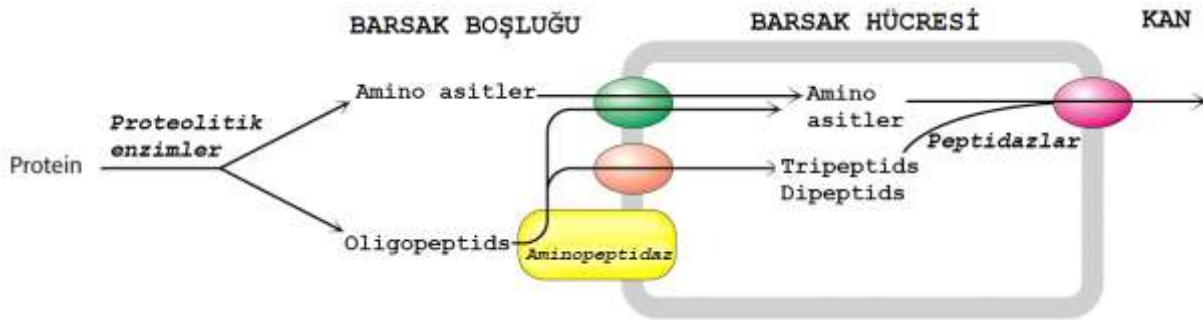 BARSAK BOŞLUĞU
BARSAK HÜCRESİ
KAN
Amino asitler
Amino
asitler
Proteolitik
enzimler
Peptidazlar
Protein
Tripeptids
Dipeptids
Oligopeptids
Aminopeptidaz